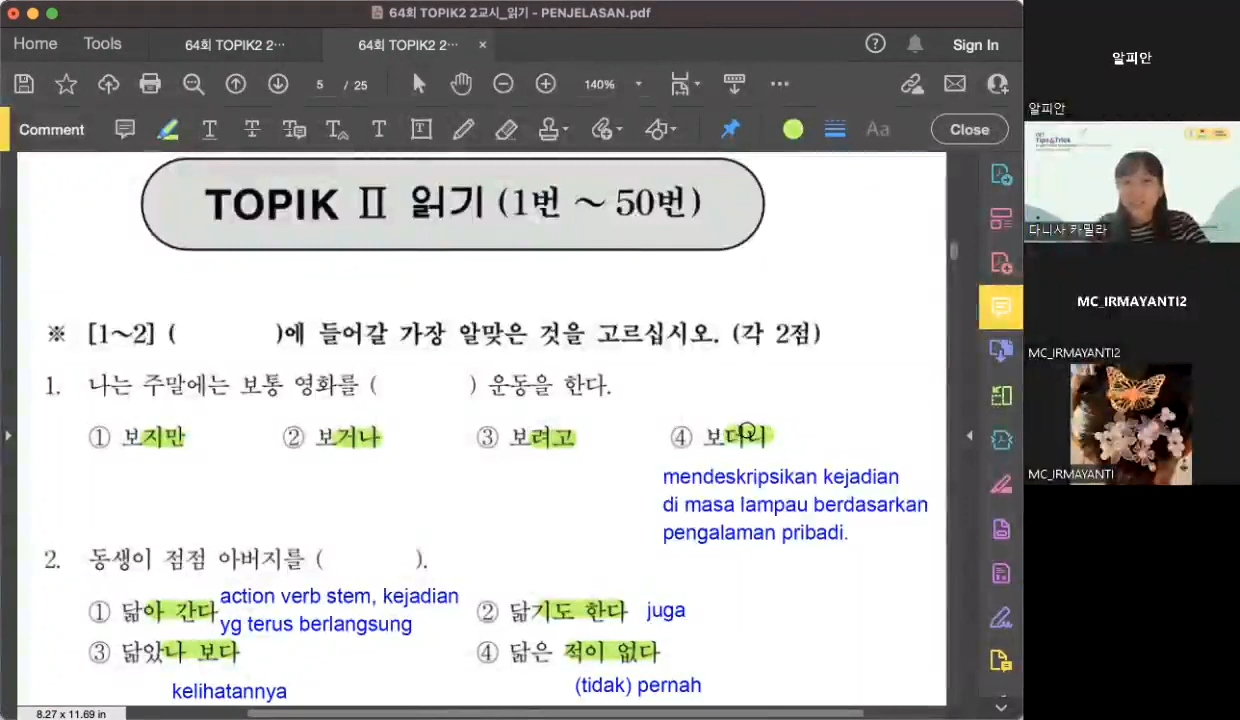 64회 TOPIK2 2교시_읽기 - PENJELASAN.pdf
Home Tools 64회 TOPIK2 2··· 64회 TOPIK2 2··· × Sign In
5 / 25 140%
Comment Aa Close
TOPIK Ⅱ 읽기 (1번 ~ 50번)
※ [1~2] ( )에 들어갈 가장 알맞은 것을 고르십시오. (각 2점)
1. 나는 주말에는 보통 영화를 ( ) 운동을 한다.
① 보지만 ② 보거나 ③ 보려고 ④ 보더니
mendeskripsikan kejadian
di masa lampau berdasarkan
pengalaman pribadi.
2. 동생이 점점 아버지를 ( ).
① 닮아 간다 action verb stem, kejadian
yg terus berlangsung
② 닮기도 한다 juga
③ 닮았나 보다 ④ 닮은 적이 없다
kelihatannya (tidak) pernah
8.27 x 11.69 in
알피안
알피안
Tips&Trick
다니사 카밀라
MC_IRMAYANTI2
MC_IRMAYANTI2
MC_IRMAYANTI